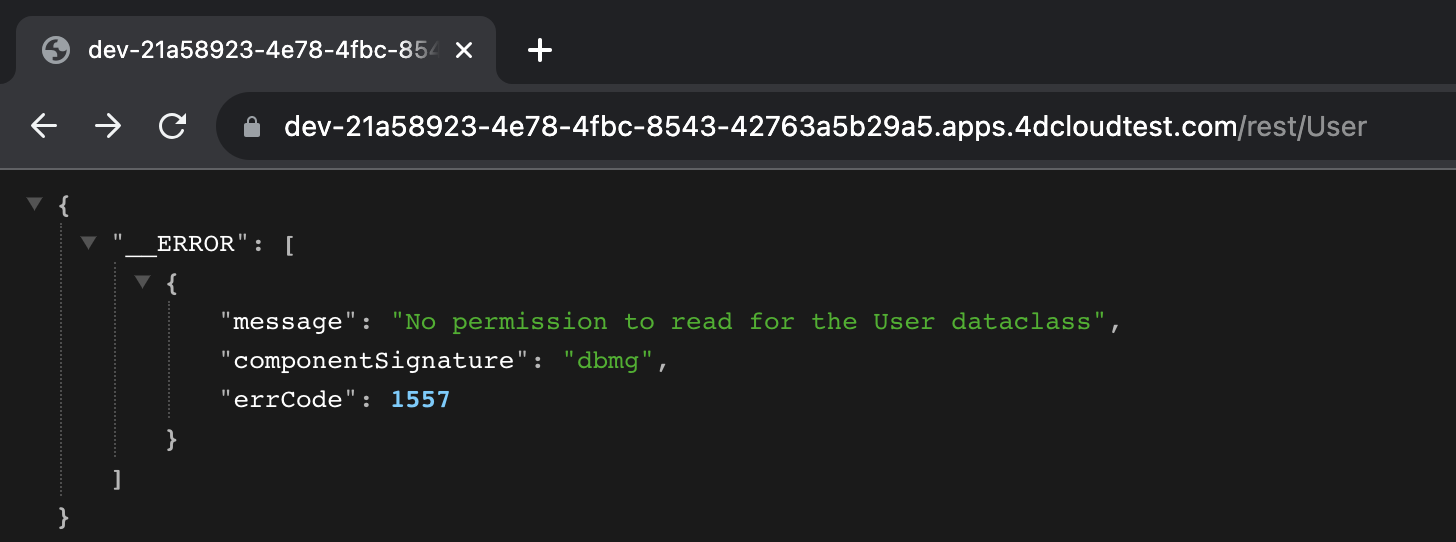 dev-21a58923-4e78-4fbc-854
dev-21a58923-4e78-4fbc-8543-42763a5b29a5.apps.4dcloudtest.com/rest/User
{
"__ERROR": [
{
"message": "No permission to read for the User dataclass",
"componentSignature": "dbmg",
"errCode": 1557
}
]
}